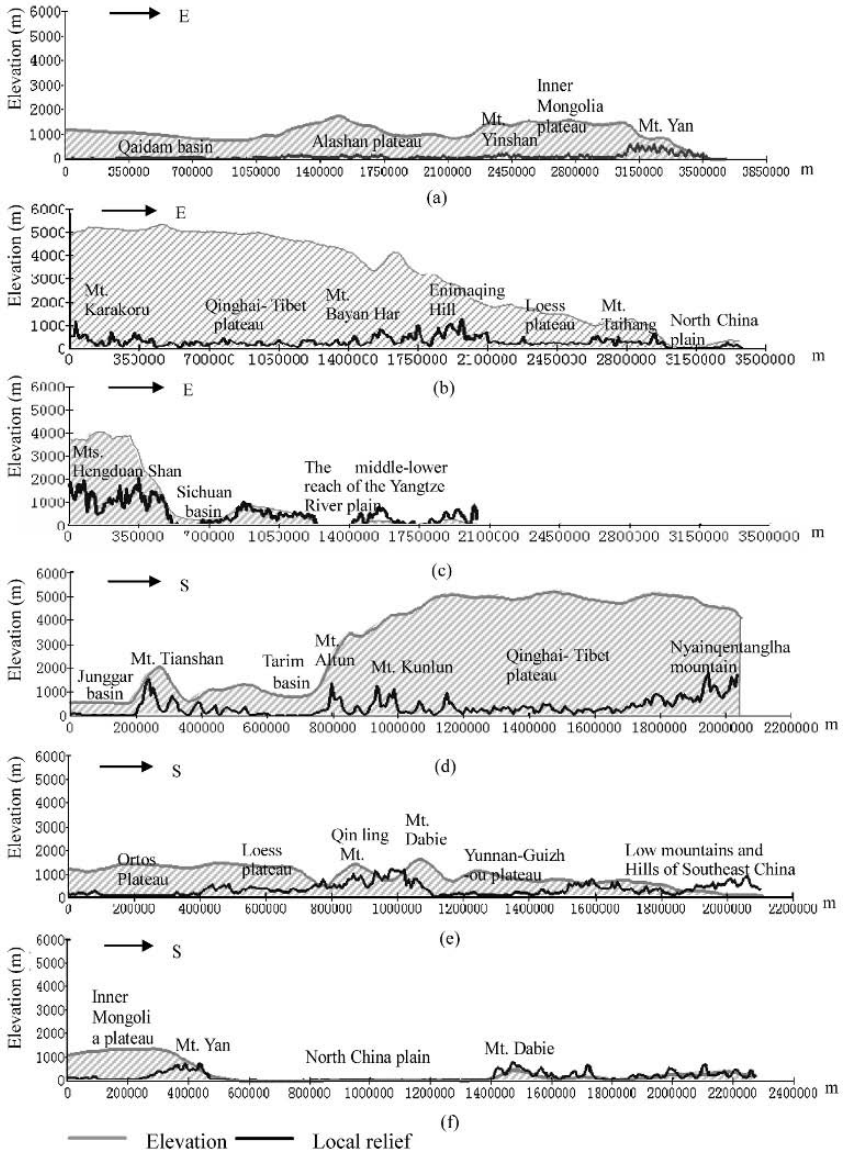 E
Elevation (m)
6000
5000
4000
3000
2000
1000
0
Inner
Mongolia
plateau
Mt.
Yinshan
Mt. Yan
Qaidam basin
Alashan plateau
0 350000 700000 1050000 1400000 1750000 2100000 2450000 2800000 3150000 3500000 3850000 m
(a)
E
Elevation (m)
6000
5000
4000
3000
2000
1000
0
Mt.
Karakoru
Qinghai- Tibet
plateau
Mt.
Bayan Har
Enimaqing
Hill
Loess
plateau
Mt.
Taihang
North China
plain
0 350000 700000 1050000 1400000 1750000 2100000 2450000 2800000 3150000 3500000 m
(b)
E
Elevation (m)
6000
5000
4000
3000
2000
1000
0
Mts.
Hengduan Shan
Sichuan
basin
The middle-lower
reach of the Yangtze
River plain
0 350000 700000 1050000 1400000 1750000 2100000 2450000 2800000 3150000 3500000 m
(c)
S
Elevation (m)
6000
5000
4000
3000
2000
1000
0
Junggar
basin
Mt. Tianshan
Tarim
basin
Mt.
Altun
Mt. Kunlun
Qinghai- Tibet
plateau
Nyainqentanglha
mountain
0 200000 400000 600000 800000 1000000 1200000 1400000 1600000 1800000 2000000 2200000 m
(d)
S
Elevation (m)
6000
5000
4000
3000
2000
1000
0
Ortos
Plateau
Loess
plateau
Qin ling
Mt.
Mt.
Dabie
Yunnan-Guizh
-ou plateau
Low mountains and
Hills of Southeast China
0 200000 400000 600000 800000 1000000 1200000 1400000 1600000 1800000 2000000 2200000 m
(e)
S
Elevation (m)
6000
5000
4000
3000
2000
1000
0
Inner
Mongoli
a plateau
Mt. Yan
North China plain
Mt. Dabie
0 200000 400000 600000 800000 1000000 1200000 1400000 1600000 1800000 2000000 2200000 2400000 m
(f)
Elevation Local relief